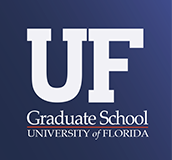 UF
Graduate School
UNIVERSITY of FLORIDA